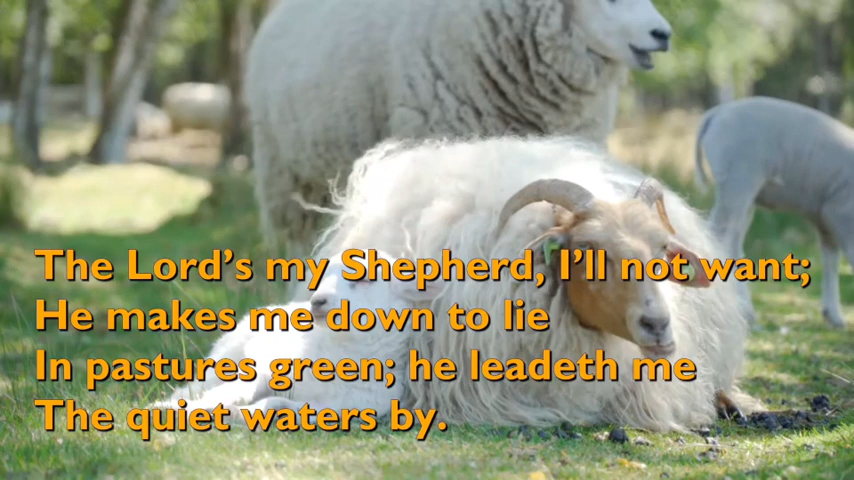 The Lord’s my Shepherd, I’ll not want;
He makes me down to lie
In pastures green; he leadeth me
The quiet waters by.